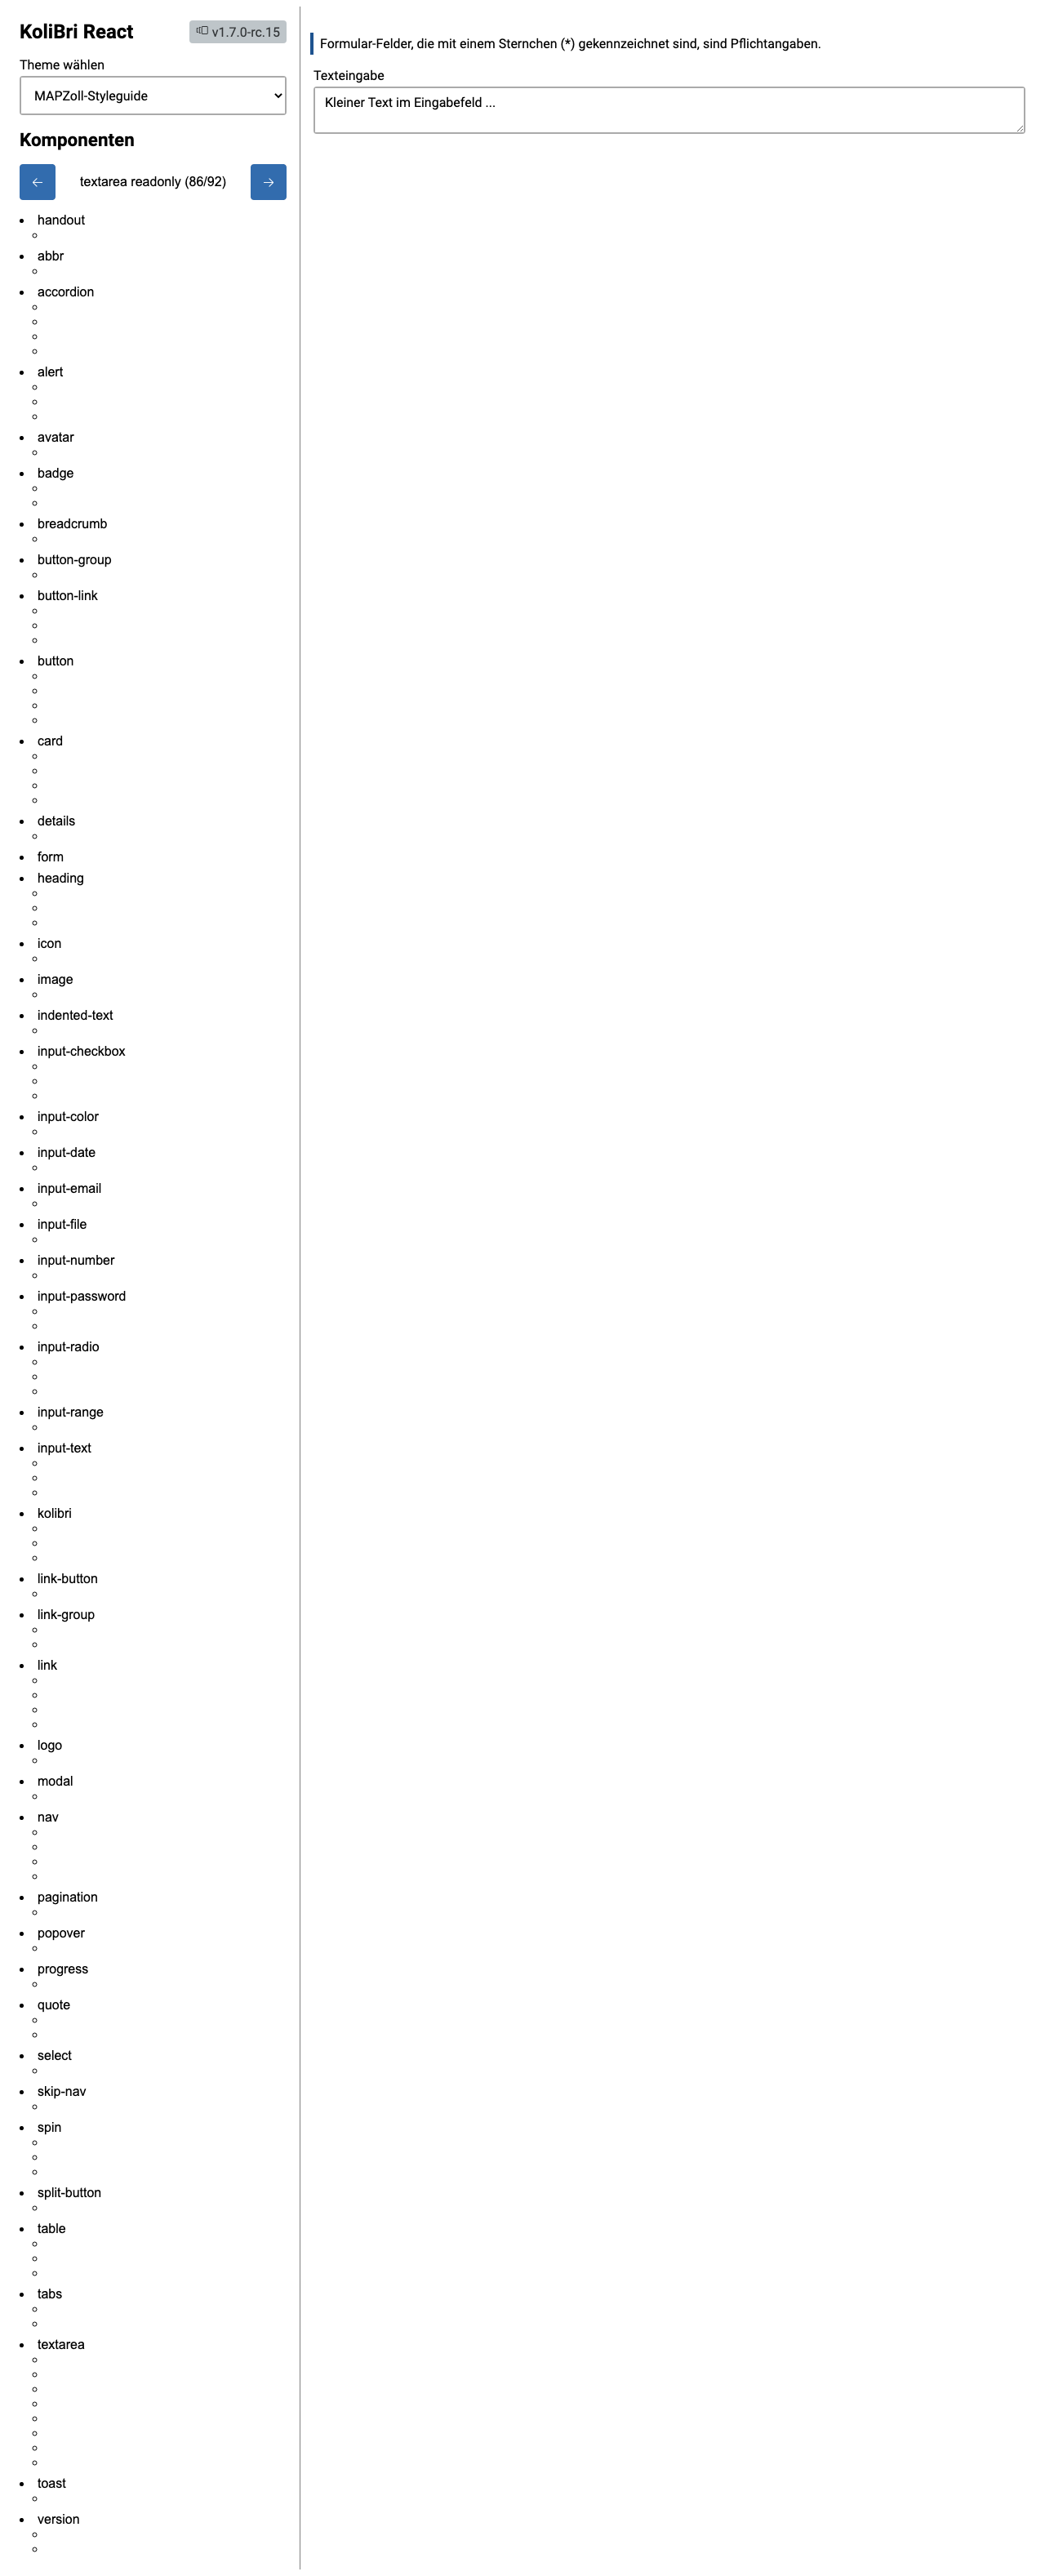 KoliBri React
v1.7.0-rc.15
Theme wählen
MAPZoll-Styleguide
Komponenten
← textarea readonly (86/92) →
handout
abbr
accordion
alert
avatar
badge
breadcrumb
button-group
button-link
button
card
details
form
heading
icon
image
indented-text
input-checkbox
input-color
input-date
input-email
input-file
input-number
input-password
input-radio
input-range
input-text
kolibri
link-button
link-group
link
logo
modal
nav
pagination
popover
progress
quote
select
skip-nav
spin
split-button
table
tabs
textarea
toast
version
Formular-Felder, die mit einem Sternchen (*) gekennzeichnet sind, sind Pflichtangaben.
Texteingabe
Kleiner Text im Eingabefeld ...